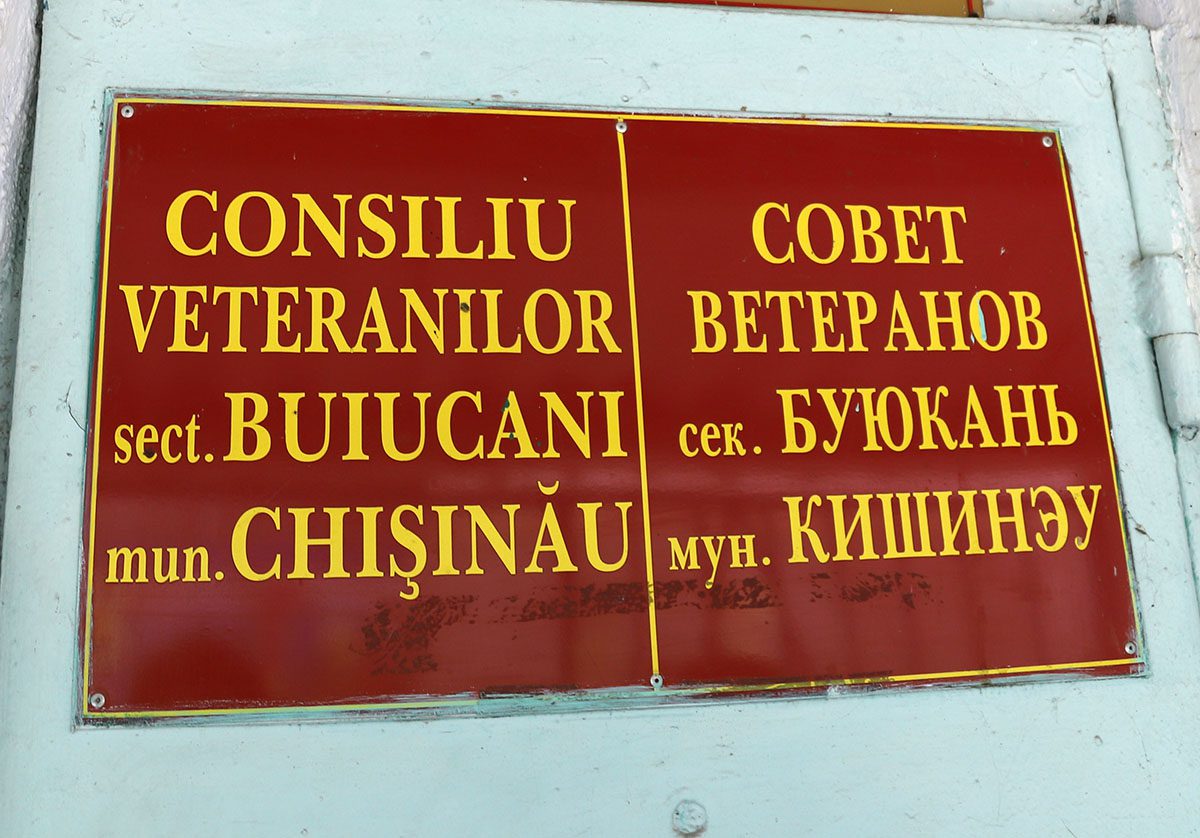 CONSILIU
VETERANILOR
sect. BUIUCANI
mun. CHIŞINĂU
СОВЕТ
ВЕТЕРАНОВ
сек. БУЮКАНЬ
мун. КИШИНЭУ